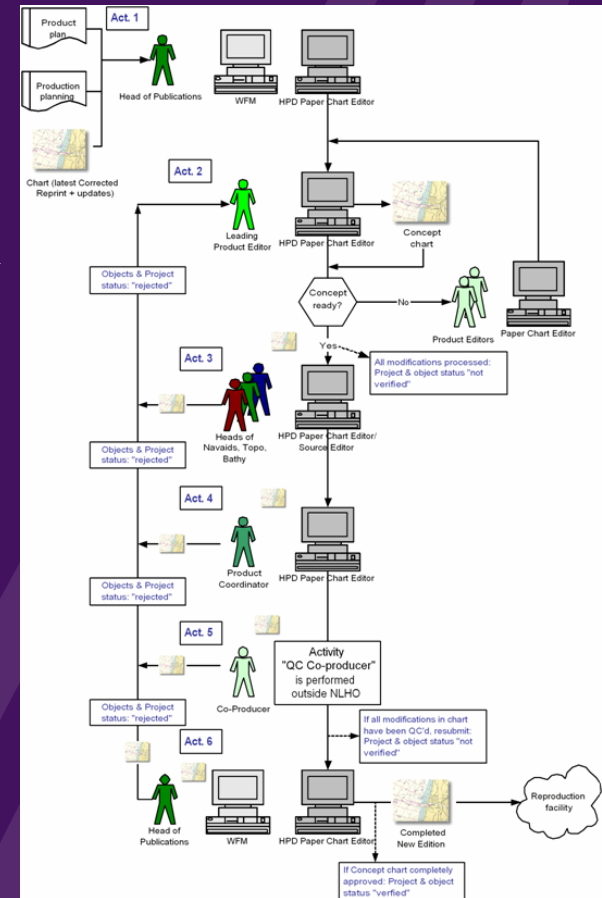 Product
plan
Act. 1
Production
planning
Head of Publications
WFM
HPD Paper Chart Editor
Chart (latest Corrected
Reprint + updates)
Act. 2
Leading
Product Editor
HPD Paper Chart Editor
Concept
chart
Objects & Project
status: "rejected"
Concept
ready?
No
Product Editors
Paper Chart Editor
Yes
All modifications processed:
Project & object status "not
verified"
Act. 3
Heads of
Navaids, Topo,
Bathy
HPD Paper Chart Editor/
Source Editor
Objects & Project
status: "rejected"
Act. 4
Product
Coordinator
HPD Paper Chart Editor
Objects & Project
status: "rejected"
Act. 5
Co-Producer
Activity
"QC Co-producer"
is performed
outside NLHO
Objects & Project
status: "rejected"
If all modifications in chart
have been QC'd, resubmit:
Project & object status "not
verified"
Act. 6
Head of
Publications
WFM
HPD Paper Chart Editor
Completed
New Edition
Reproduction
facility
If Concept chart completely
approved: Project & object
status "verfied"